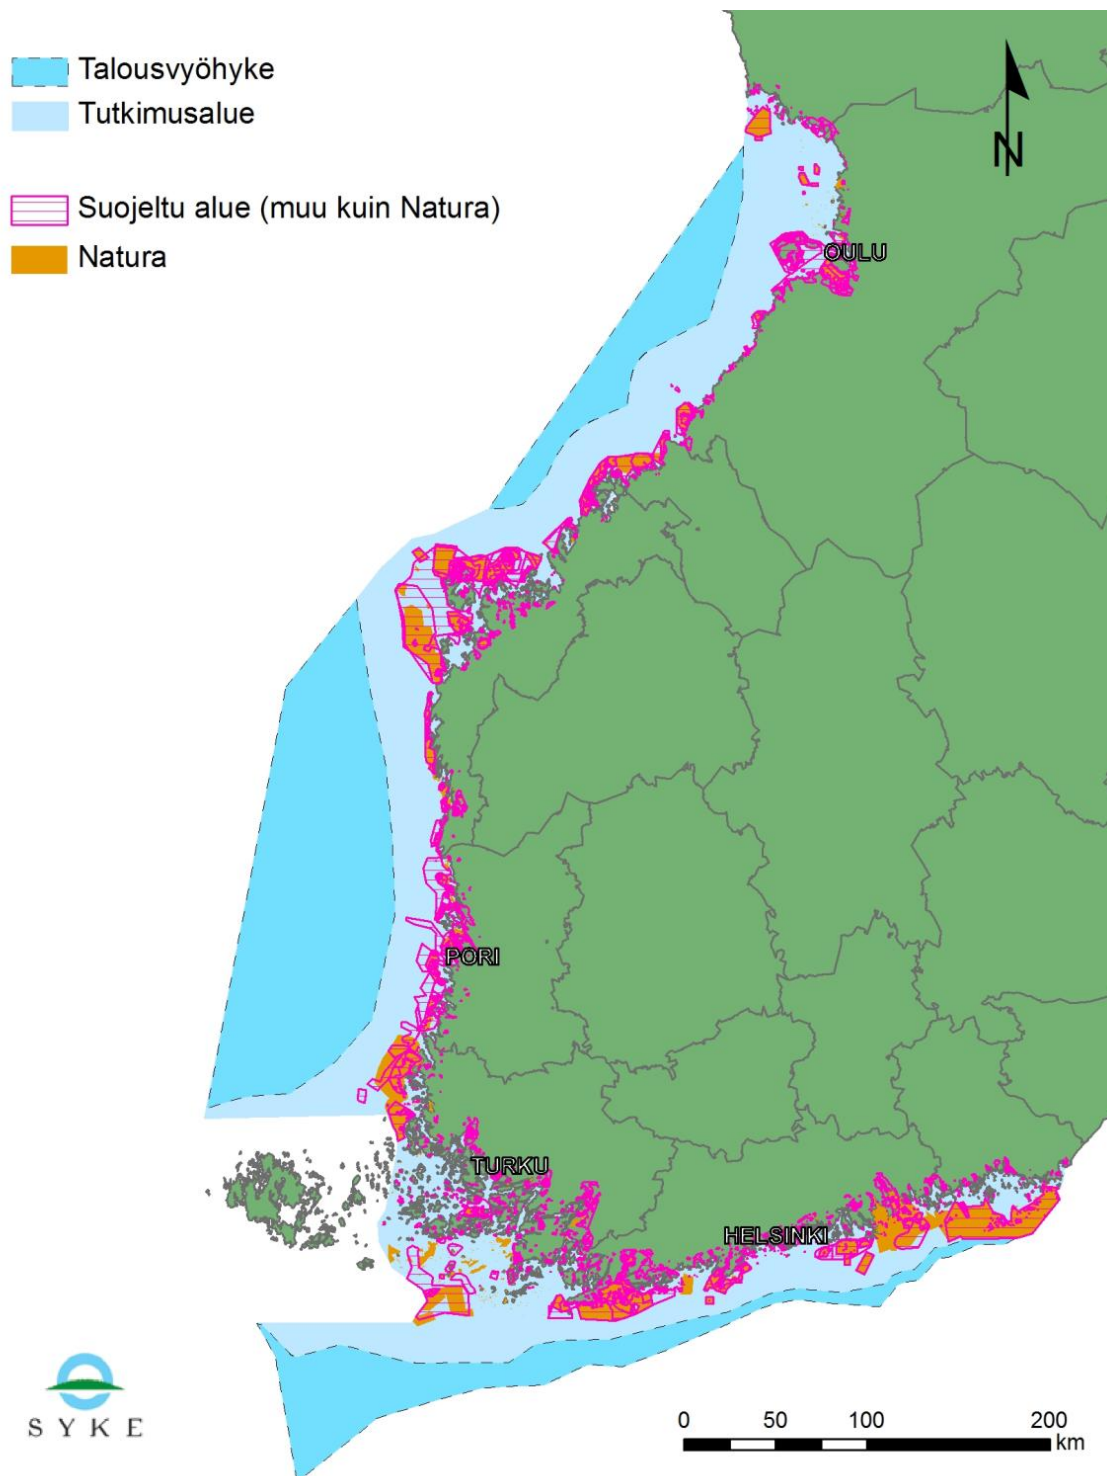 Talousvyöhyke
Tutkimusalue
Suojeltu alue (muu kuin Natura)
Natura
N
OULU
PORI
TURKU
HELSINKI
SYKE
0 50 100 200
km